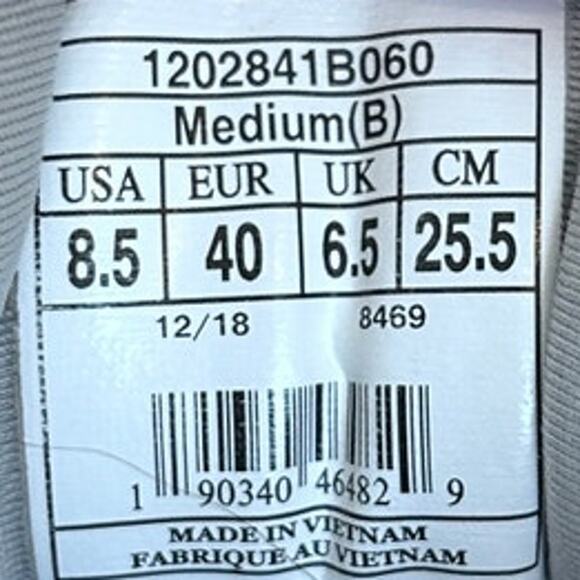 1202841B060
Medium(B)
USA EUR UK CM
8.5 40 6.5 25.5
12/18 8469
1 90340 46482 9
MADE IN VIETNAM
FABRIQUE AU VIETNAM